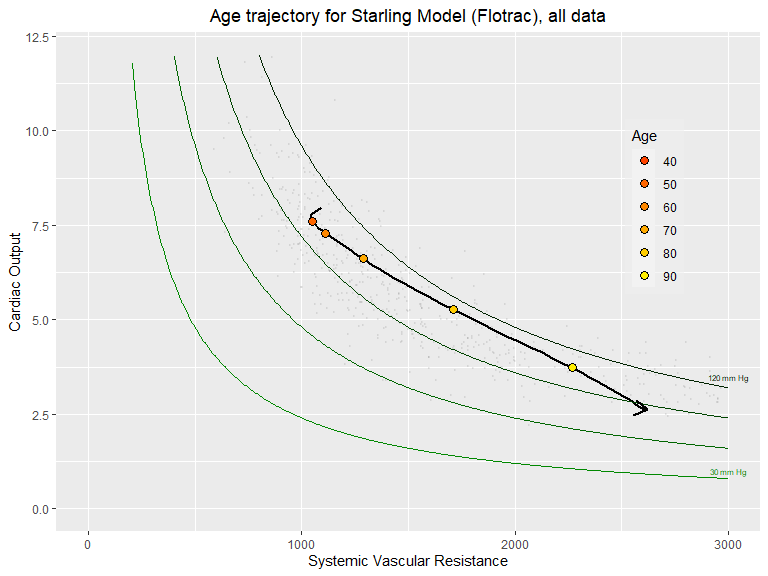 Age trajectory for Starling Model (Flotrac), all data
12.5
10.0
7.5
5.0
2.5
0.0
Cardiac Output
Age
40
50
60
70
80
90
120 mm Hg
30 mm Hg
0
1000
2000
3000
Systemic Vascular Resistance